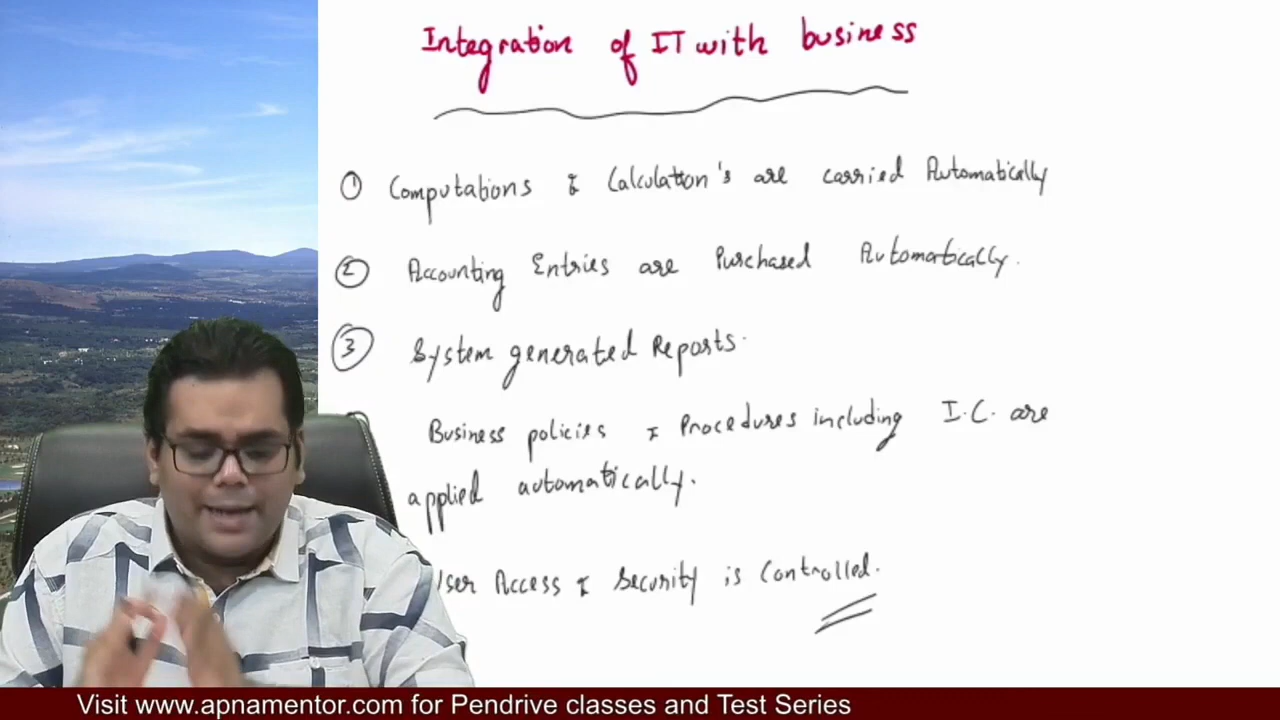 Integration of IT with business
① Computations & Calculation's are carried Automatically
② Accounting Entries are Purchased Automatically.
③ System generated Reports.
Business policies & Procedures including I.C. are
applied automatically.
User Access & Security is Controlled.
Visit www.apnamentor.com for Pendrive classes and Test Series